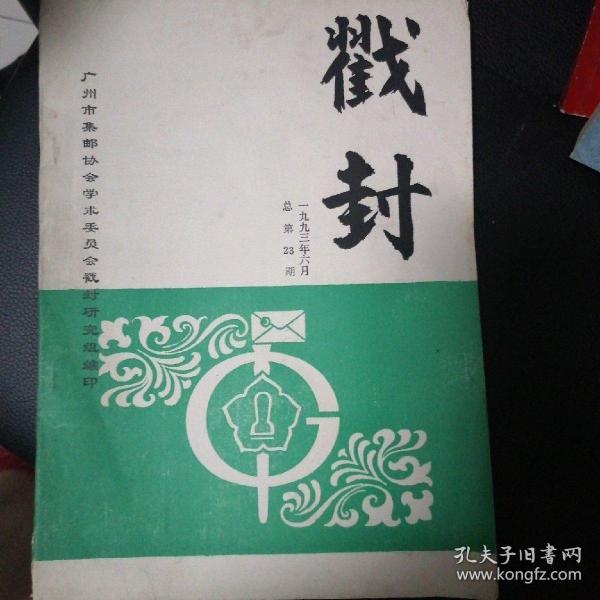 戳封
一九九三年六月
总第23期
广州市集邮协会学术委员会戳封研究组编印
孔夫子旧书网
www.kongfz.com